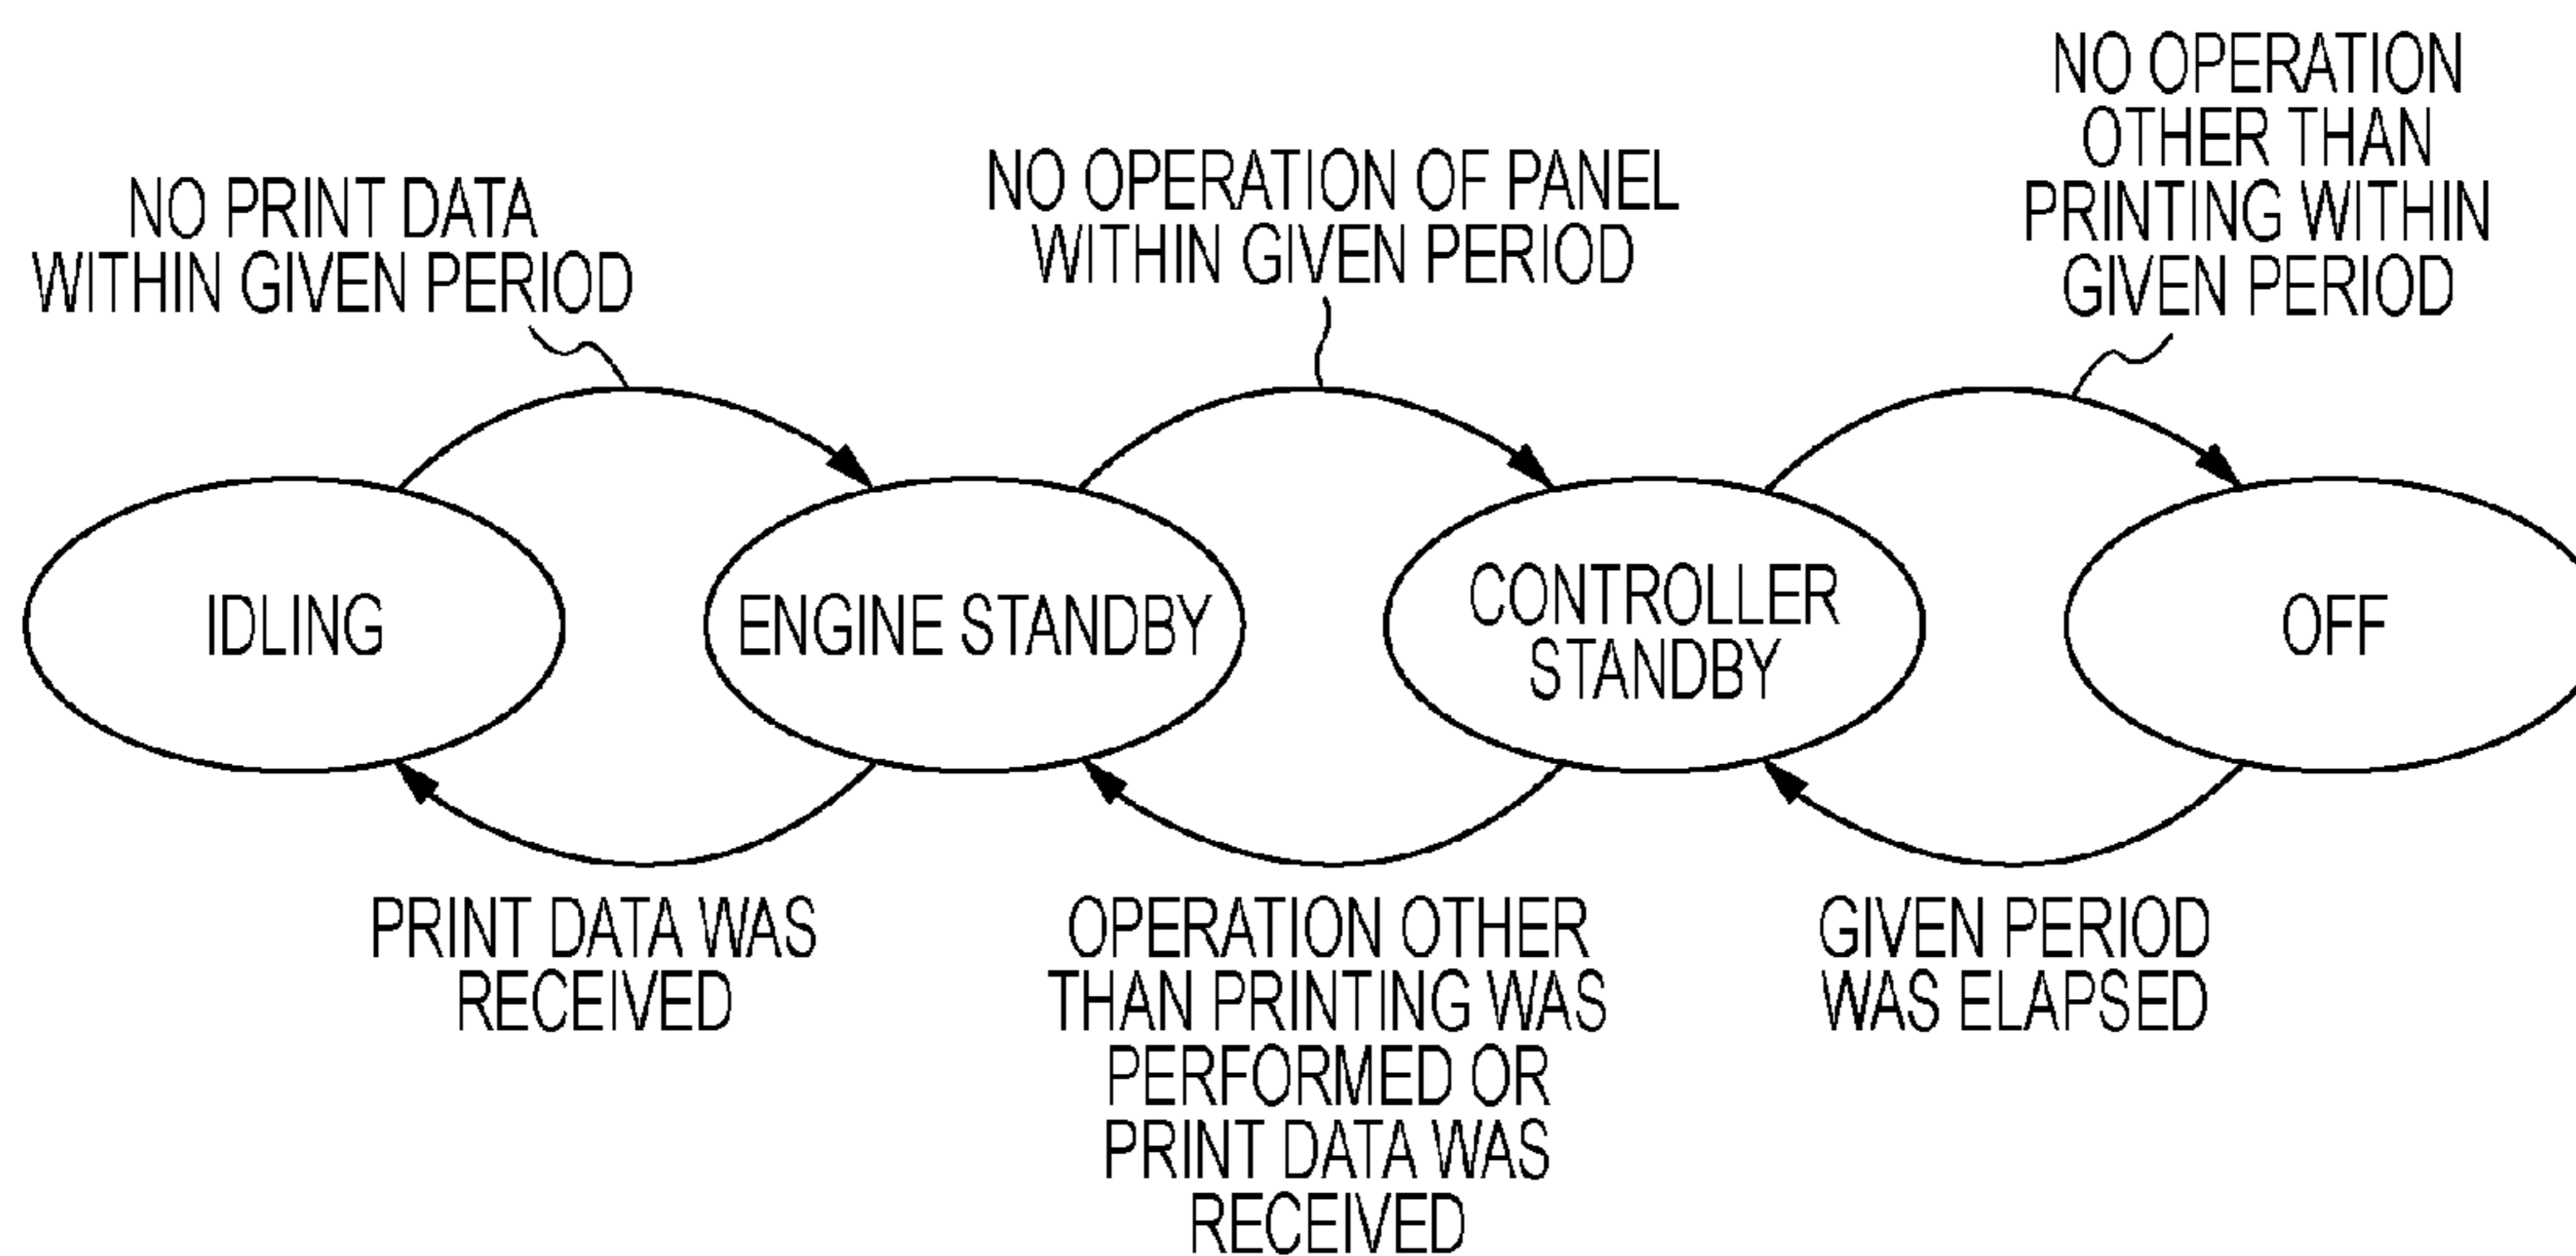 NO PRINT DATA
WITHIN GIVEN PERIOD
NO OPERATION OF PANEL
WITHIN GIVEN PERIOD
NO OPERATION
OTHER THAN
PRINTING WITHIN
GIVEN PERIOD
IDLING
ENGINE STANDBY
CONTROLLER
STANDBY
OFF
PRINT DATA WAS
RECEIVED
OPERATION OTHER
THAN PRINTING WAS
PERFORMED OR
PRINT DATA WAS
RECEIVED
GIVEN PERIOD
WAS ELAPSED